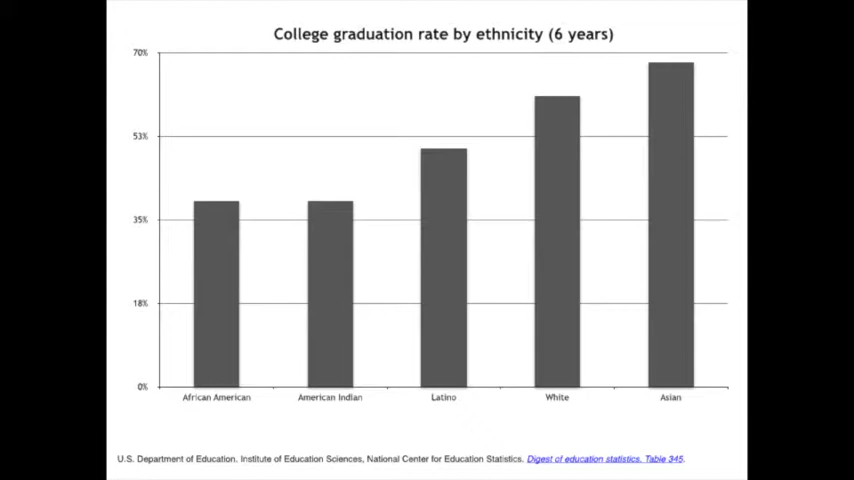 College graduation rate by ethnicity (6 years)
70%
53%
35%
18%
0%
African American American Indian Latino White Asian
U.S. Department of Education. Institute of Education Sciences, National Center for Education Statistics. Digest of education statistics. Table 345.